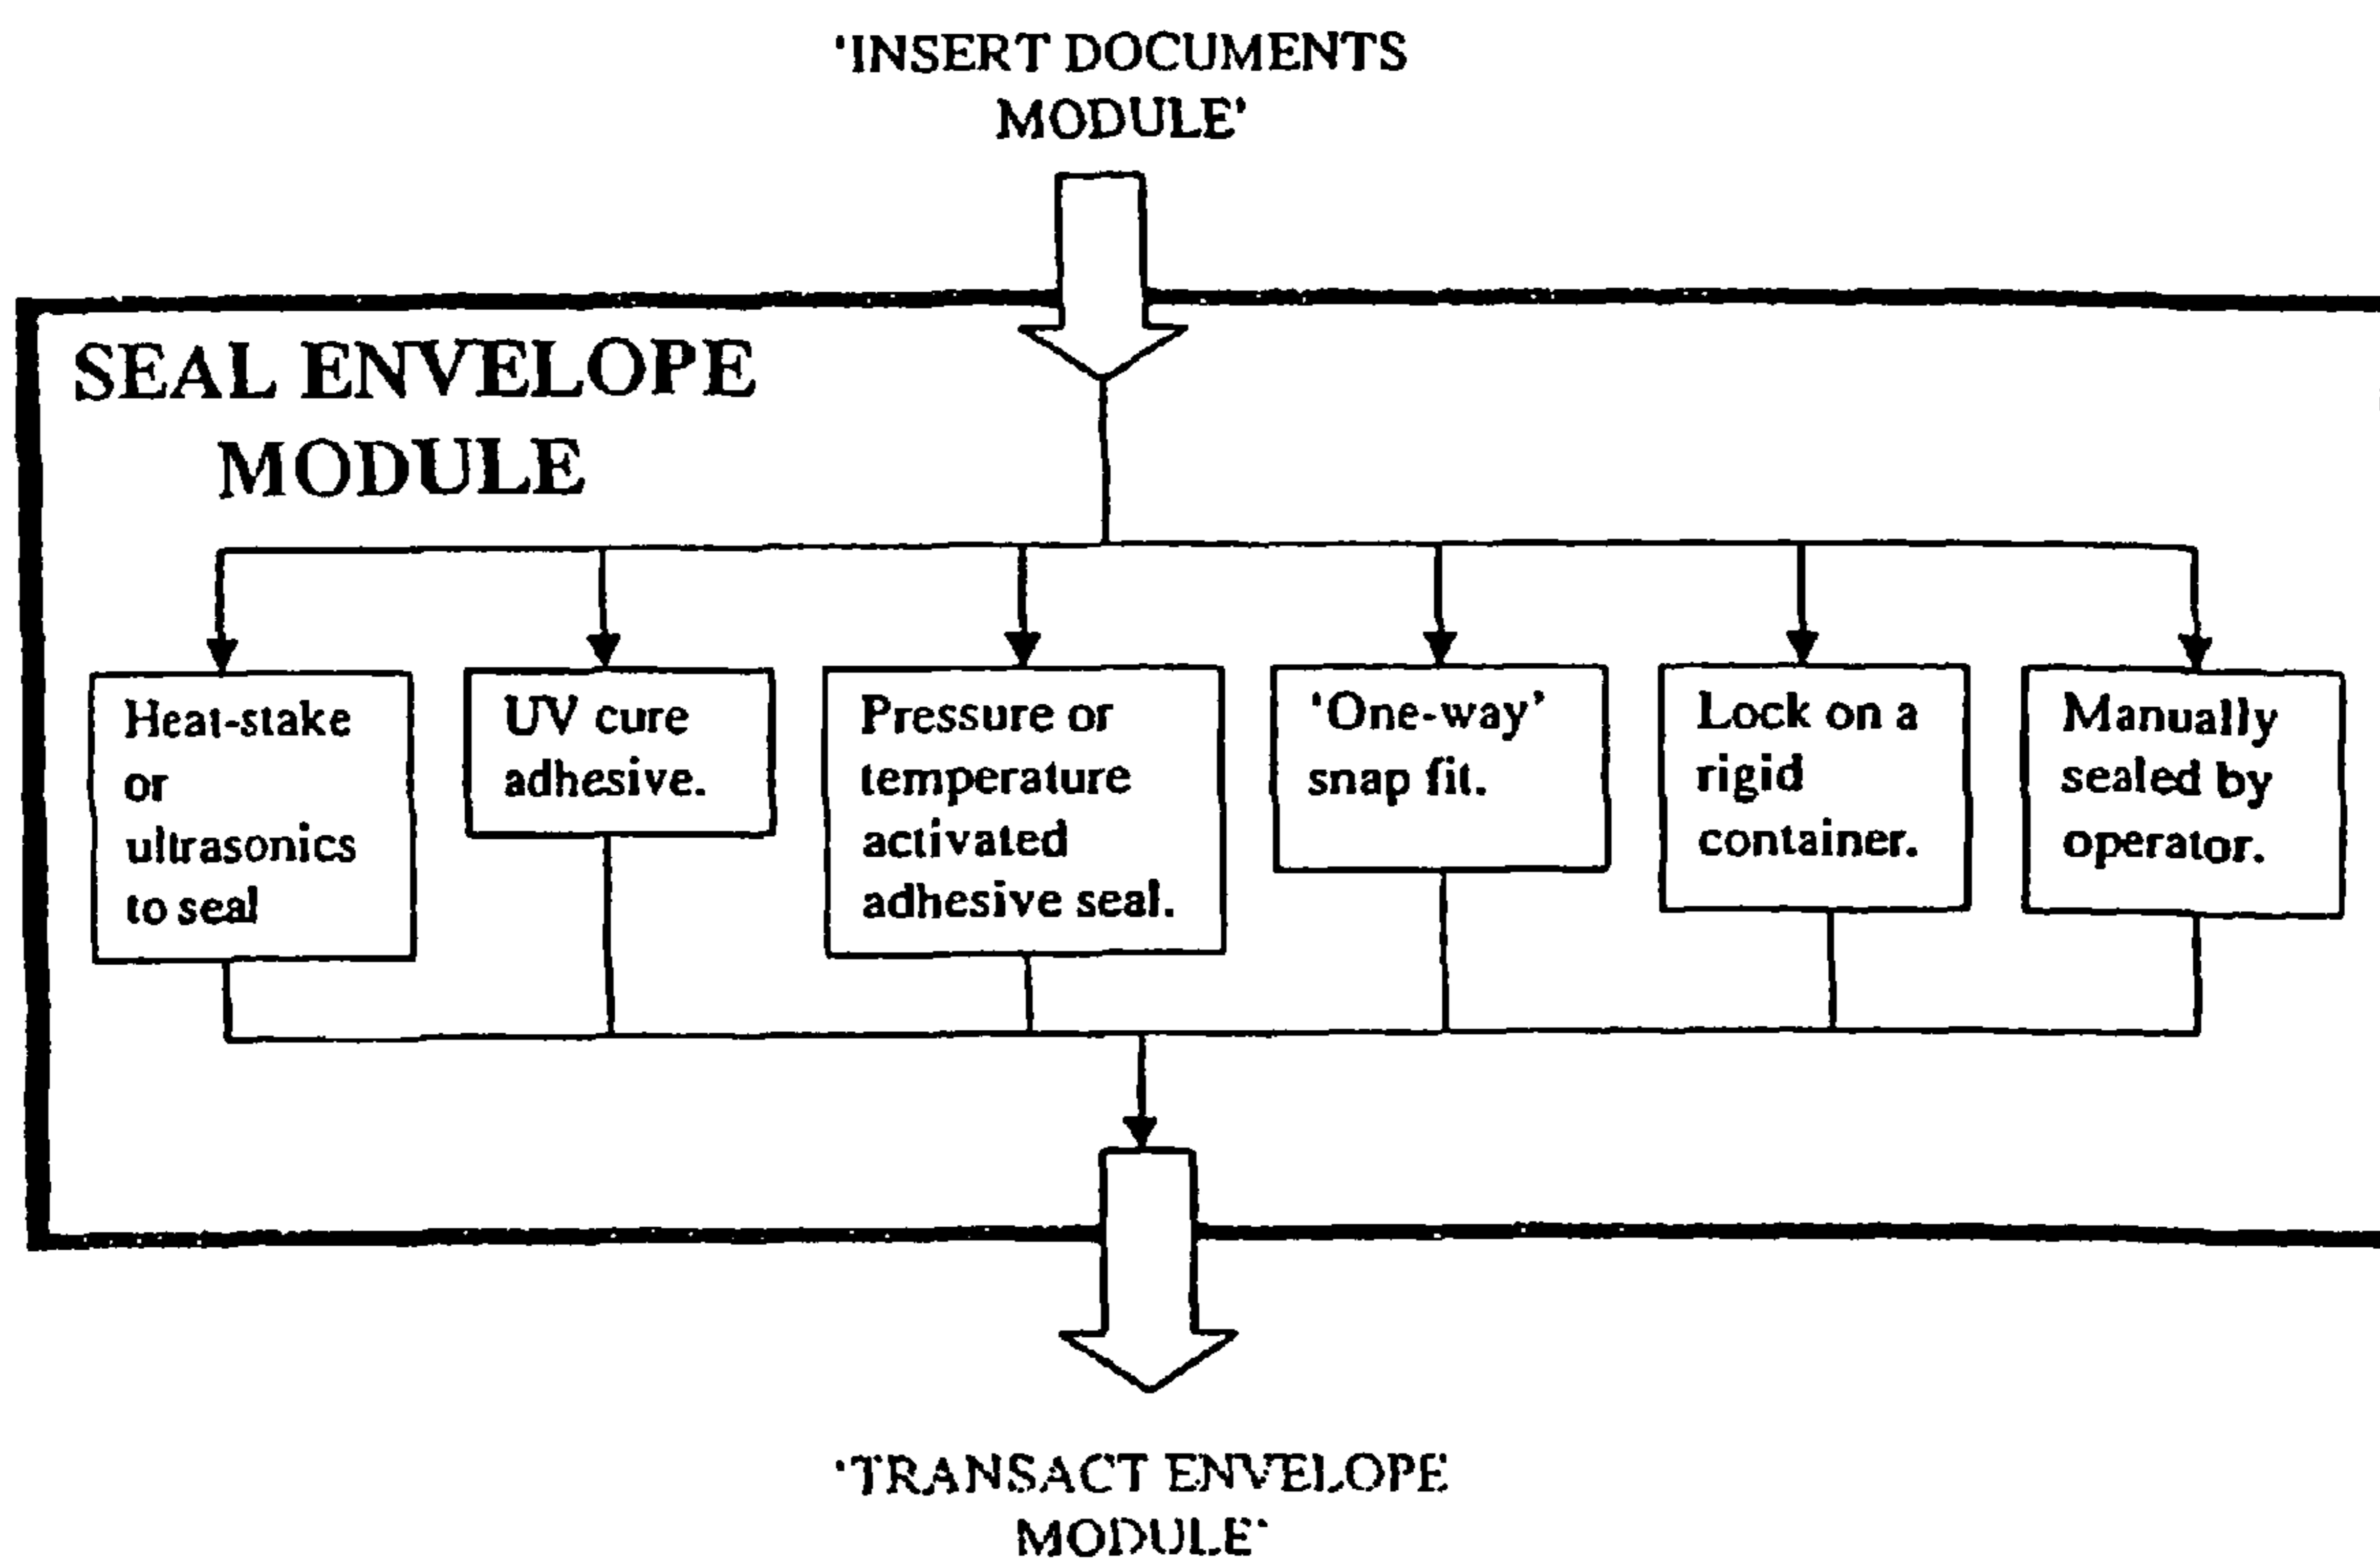 'INSERT DOCUMENTS
MODULE'
SEAL ENVELOPE
MODULE
Heat-stake
or
ultrasonics
to seal
UV cure
adhesive.
Pressure or
temperature
activated
adhesive seal.
'One-way'
snap fit.
Lock on a
rigid
container.
Manually
sealed by
operator.
'TRANSACT ENVELOPE
MODULE'